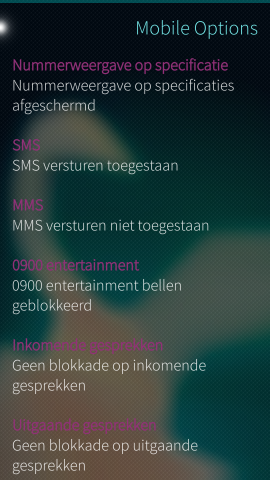 Mobile Options
Nummerweergave op specificatie
Nummerweergave op specificaties
afgeschermd
SMS
SMS versturen toegestaan
MMS
MMS versturen niet toegestaan
0900 entertainment
0900 entertainment bellen
geblokkeerd
Inkomende gesprekken
Geen blokkade op inkomende
gesprekken
Uitgaande gesprekken
Geen blokkade op uitgaande
gesprekken